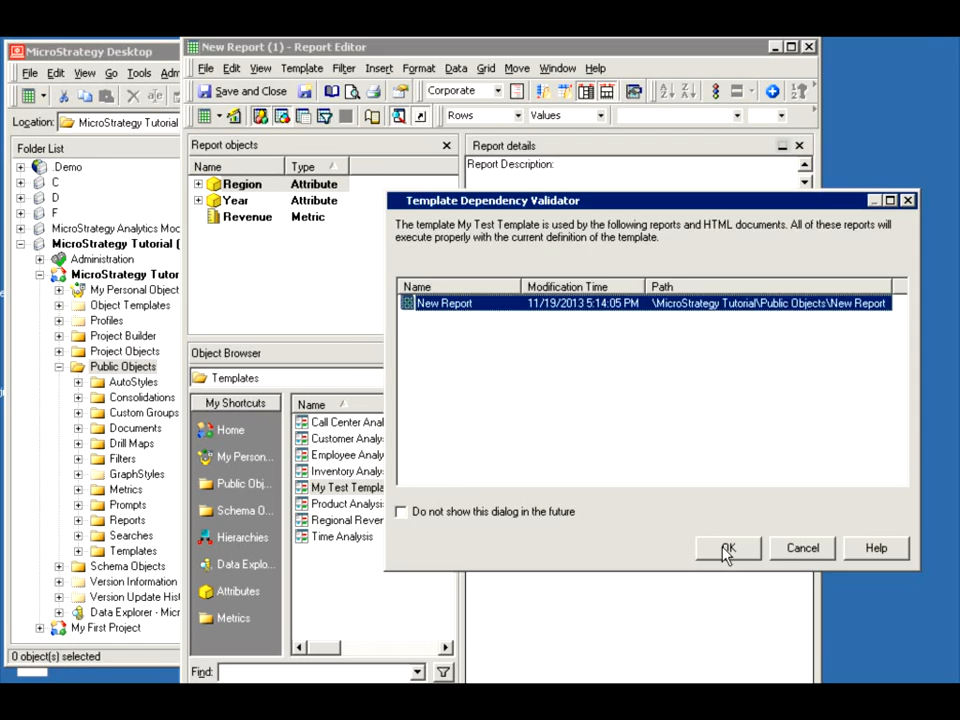 MicroStrategy Desktop
File Edit View Go Tools Adm
Location: MicroStrategy Tutorial
Folder List
.Demo
C
D
F
MicroStrategy Analytics Moc
MicroStrategy Tutorial (
Administration
MicroStrategy Tutor
My Personal Object
Object Templates
Profiles
Project Builder
Project Objects
Public Objects
AutoStyles
Consolidations
Custom Groups
Documents
Drill Maps
Filters
GraphStyles
Metrics
Prompts
Reports
Searches
Templates
Schema Objects
Version Information
Version Update His
Data Explorer - Micr
My First Project
0 object(s) selected
New Report (1) - Report Editor
File Edit View Template Filter Insert Format Data Grid Move Window Help
Save and Close Corporate
Rows Values
Report objects
Name Type
Region Attribute
Year Attribute
Revenue Metric
Report details
Report Description:
Object Browser
Templates
My Shortcuts
Home
My Person...
Public Obj...
Schema O...
Hierarchies
Data Explo...
Attributes
Metrics
Name
Call Center Anal
Customer Analy
Employee Analy
Inventory Analy
My Test Templa
Product Analysi
Regional Rever
Time Analysis
Find:
Template Dependency Validator
The template My Test Template is used by the following reports and HTML documents. All of these reports will
execute properly with the current definition of the template.
Name Modification Time Path
New Report 11/19/2013 5:14:05 PM \MicroStrategy Tutorial\Public Objects\New Report
Do not show this dialog in the future
OK Cancel Help